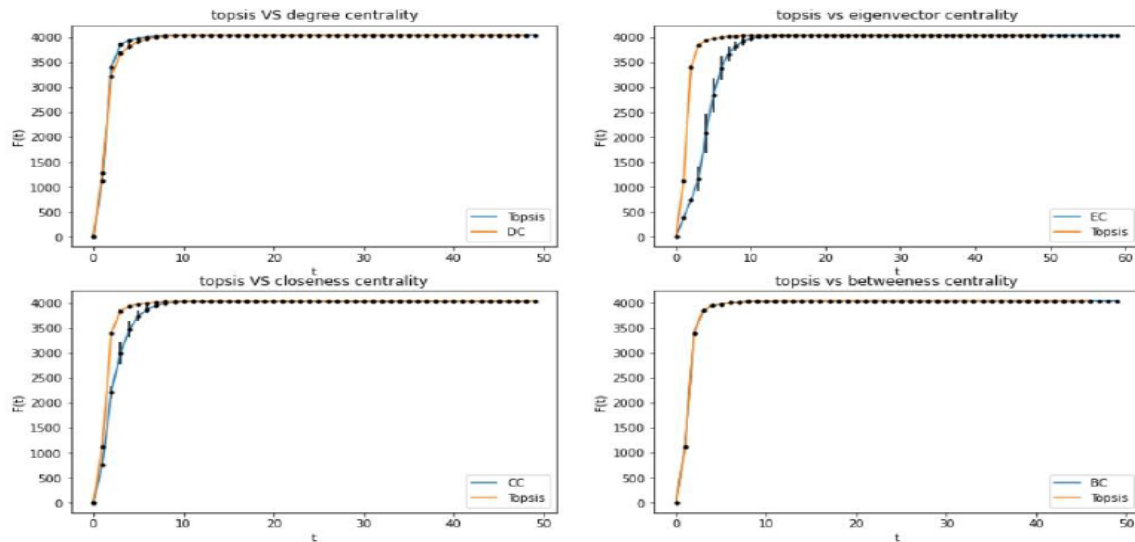 topsis VS degree centrality
F(t)
4000
3500
3000
2500
2000
1500
1000
500
0
0 10 20 30 40 50
t
Topsis
DC
topsis vs eigenvector centrality
F(t)
4000
3500
3000
2500
2000
1500
1000
500
0
0 10 20 30 40 50 60
t
EC
Topsis
topsis VS closeness centrality
F(t)
4000
3500
3000
2500
2000
1500
1000
500
0
0 10 20 30 40 50
t
CC
Topsis
topsis vs betweeness centrality
F(t)
4000
3500
3000
2500
2000
1500
1000
500
0
0 10 20 30 40 50 60
t
BC
Topsis